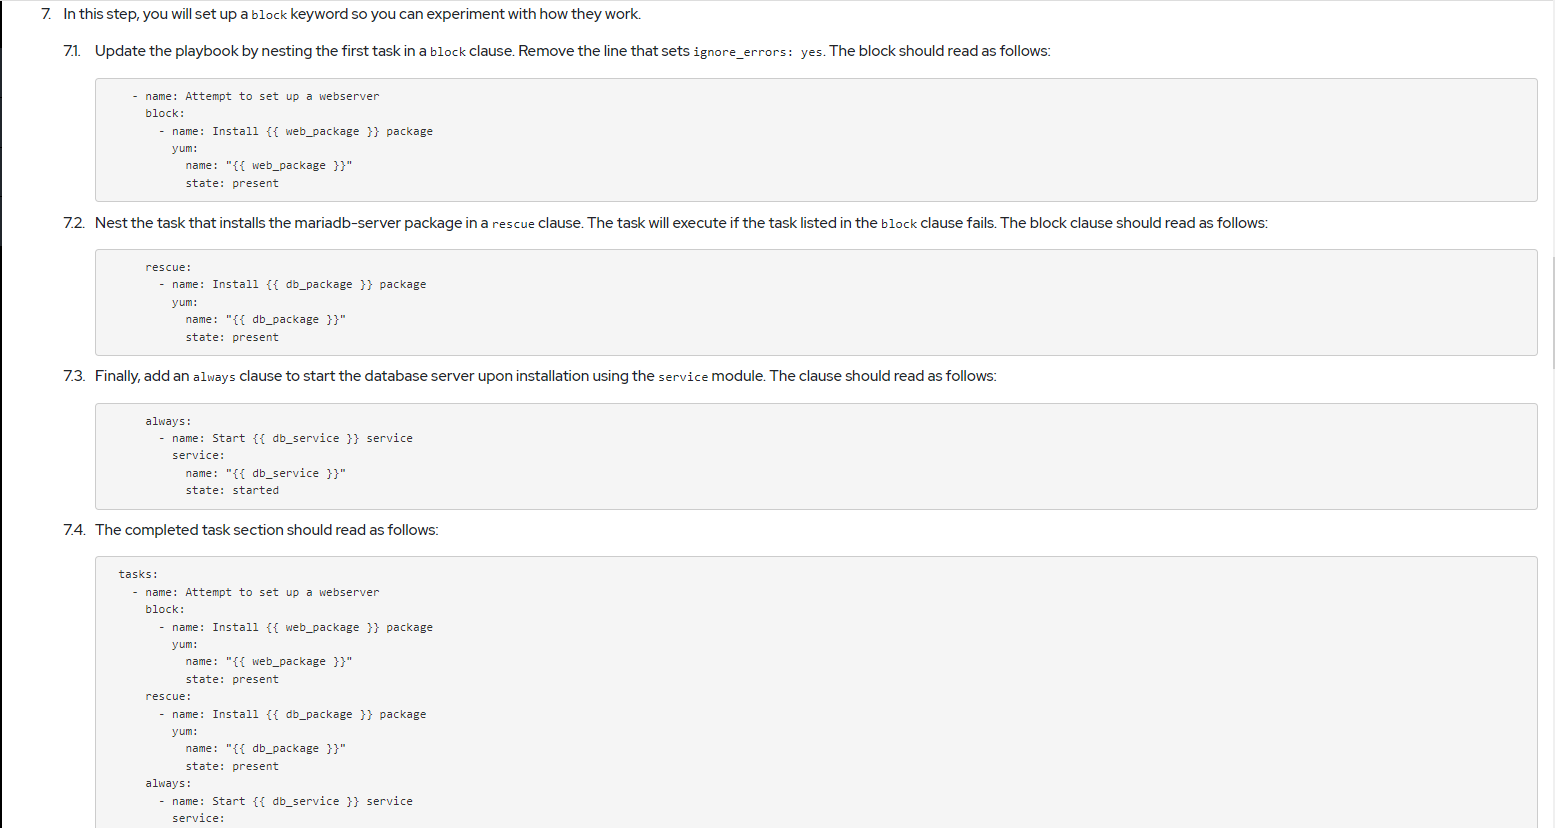 7. In this step, you will set up a block keyword so you can experiment with how they work.
7.1. Update the playbook by nesting the first task in a block clause. Remove the line that sets ignore_errors: yes. The block should read as follows:
- name: Attempt to set up a webserver
block:
- name: Install {{ web_package }} package
yum:
name: "{{ web_package }}"
state: present
7.2. Nest the task that installs the mariadb-server package in a rescue clause. The task will execute if the task listed in the block clause fails. The block clause should read as follows:
rescue:
- name: Install {{ db_package }} package
yum:
name: "{{ db_package }}"
state: present
7.3. Finally, add an always clause to start the database server upon installation using the service module. The clause should read as follows:
always:
- name: Start {{ db_service }} service
service:
name: "{{ db_service }}"
state: started
7.4. The completed task section should read as follows:
tasks:
- name: Attempt to set up a webserver
block:
- name: Install {{ web_package }} package
yum:
name: "{{ web_package }}"
state: present
rescue:
- name: Install {{ db_package }} package
yum:
name: "{{ db_package }}"
state: present
always:
- name: Start {{ db_service }} service
service: